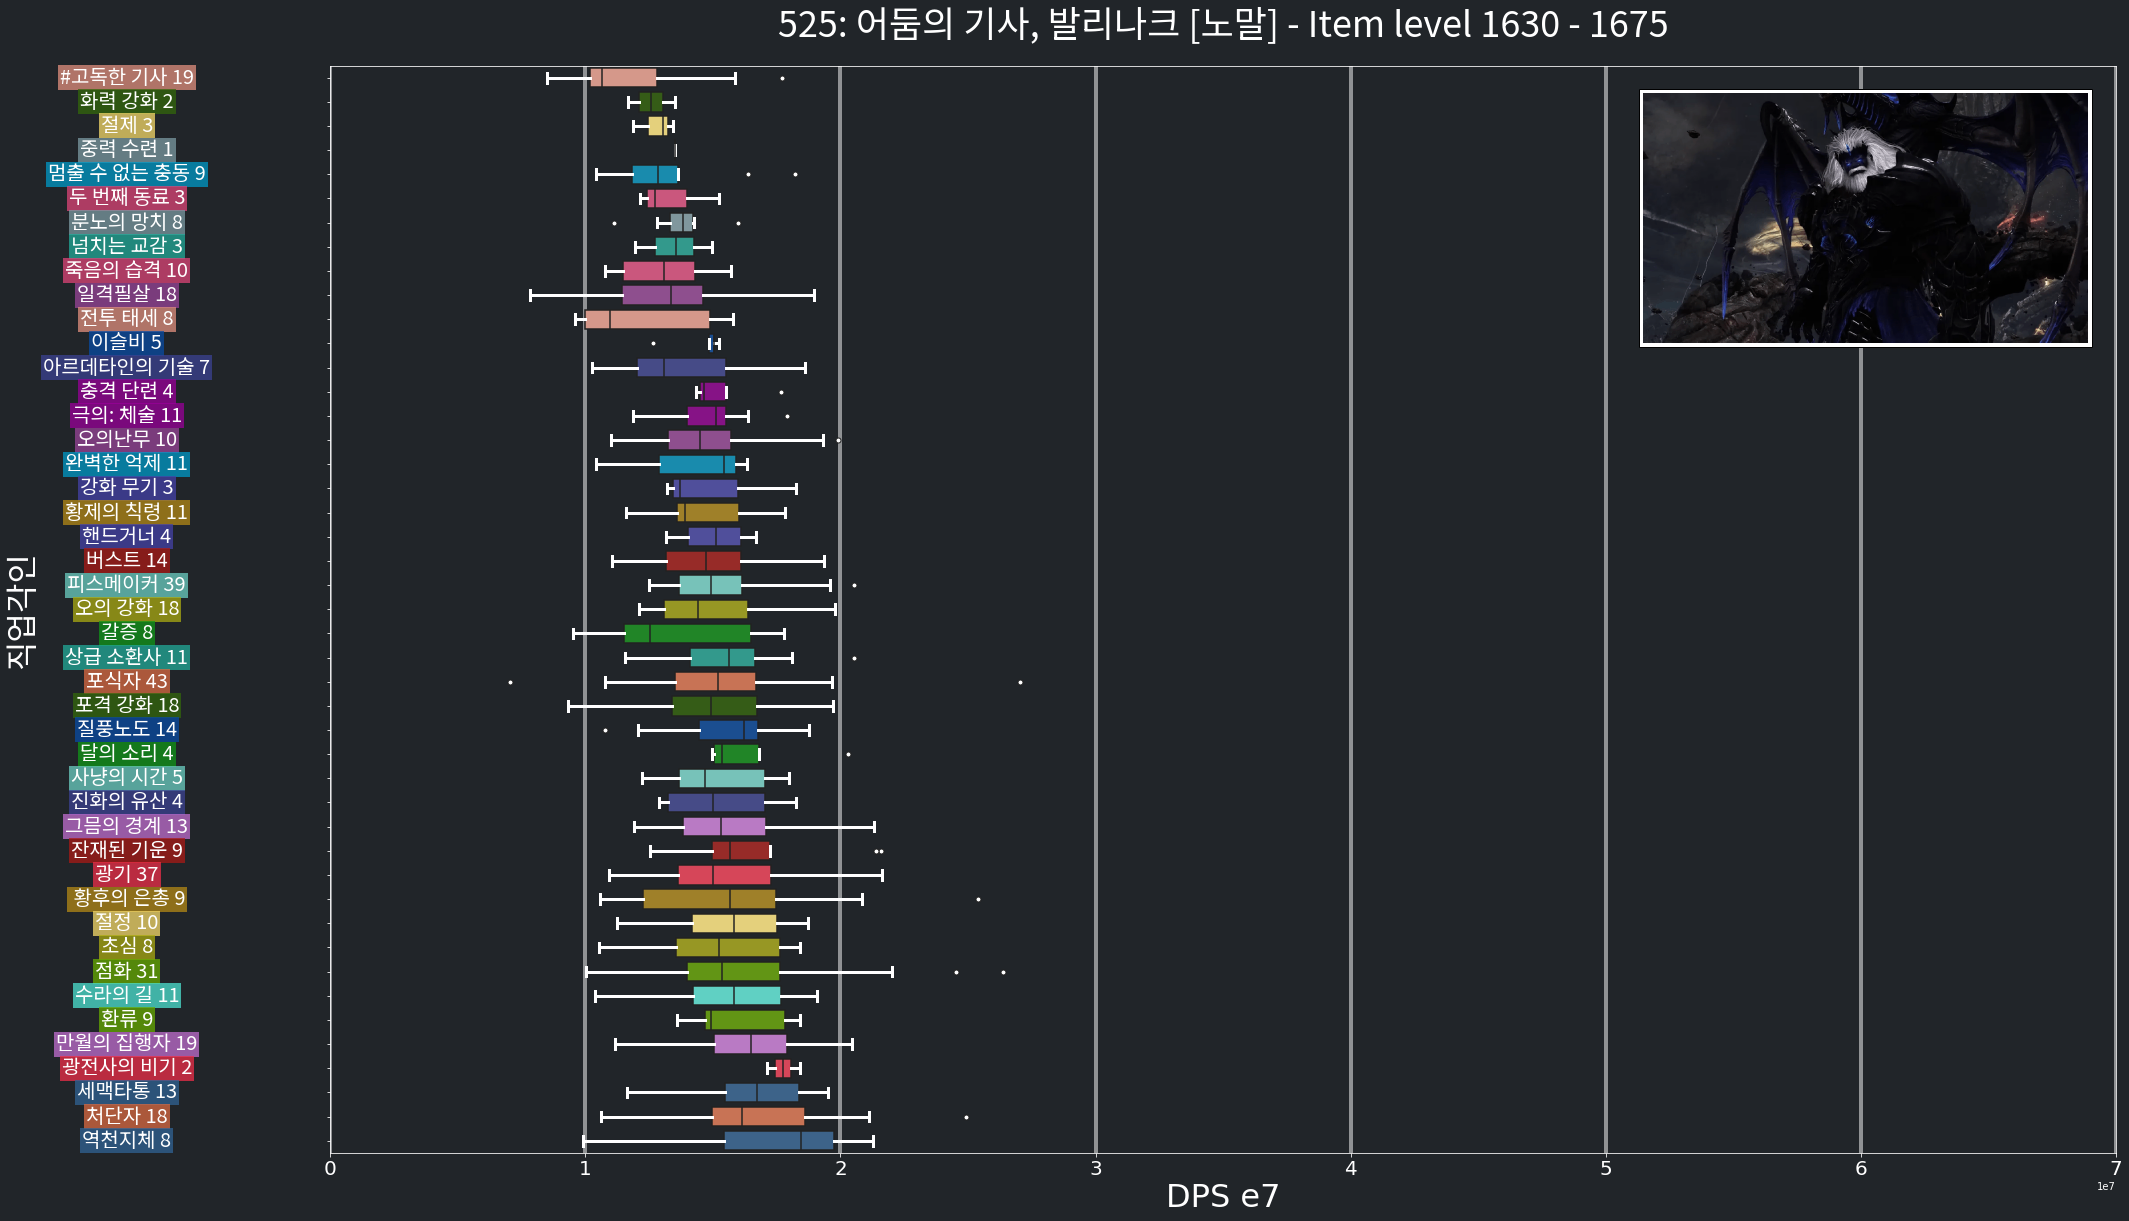 525: 어둠의 기사, 발리나크 [노말] - Item level 1630 - 1675
#고독한 기사 19
화력 강화 2
절제 3
중력 수련 1
멈출 수 없는 충동 9
두 번째 동료 3
분노의 망치 8
넘치는 교감 3
죽음의 습격 10
일격필살 18
전투 태세 8
이슬비 5
아르데타인의 기술 7
충격 단련 4
극의: 체술 11
오의난무 10
완벽한 억제 11
강화 무기 3
황제의 칙령 11
핸드거너 4
버스트 14
피스메이커 39
오의 강화 18
갈증 8
상급 소환사 11
포식자 43
포격 강화 18
질풍노도 14
달의 소리 4
사냥의 시간 5
진화의 유산 4
그믐의 경계 13
잔재된 기운 9
광기 37
황후의 은총 9
절정 10
초심 8
점화 31
수라의 길 11
환류 9
만월의 집행자 19
광전사의 비기 2
세맥타통 13
처단자 18
역천지체 8
직업각인
0 1 2 3 4 5 6 7
1e7
DPS e7